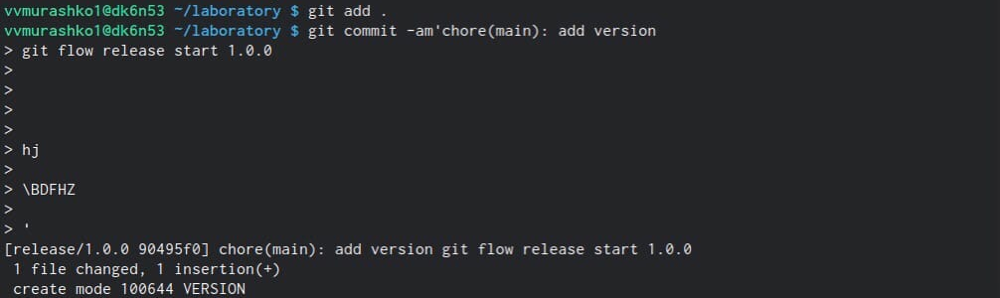 vvmurashko1@dk6n53 ~/laboratory $ git add .
vvmurashko1@dk6n53 ~/laboratory $ git commit -am'chore(main): add version
> git flow release start 1.0.0
>
>
>
>
> hj
>
> \BDFHZ
>
> '
[release/1.0.0 90495f0] chore(main): add version git flow release start 1.0.0
 1 file changed, 1 insertion(+)
 create mode 100644 VERSION